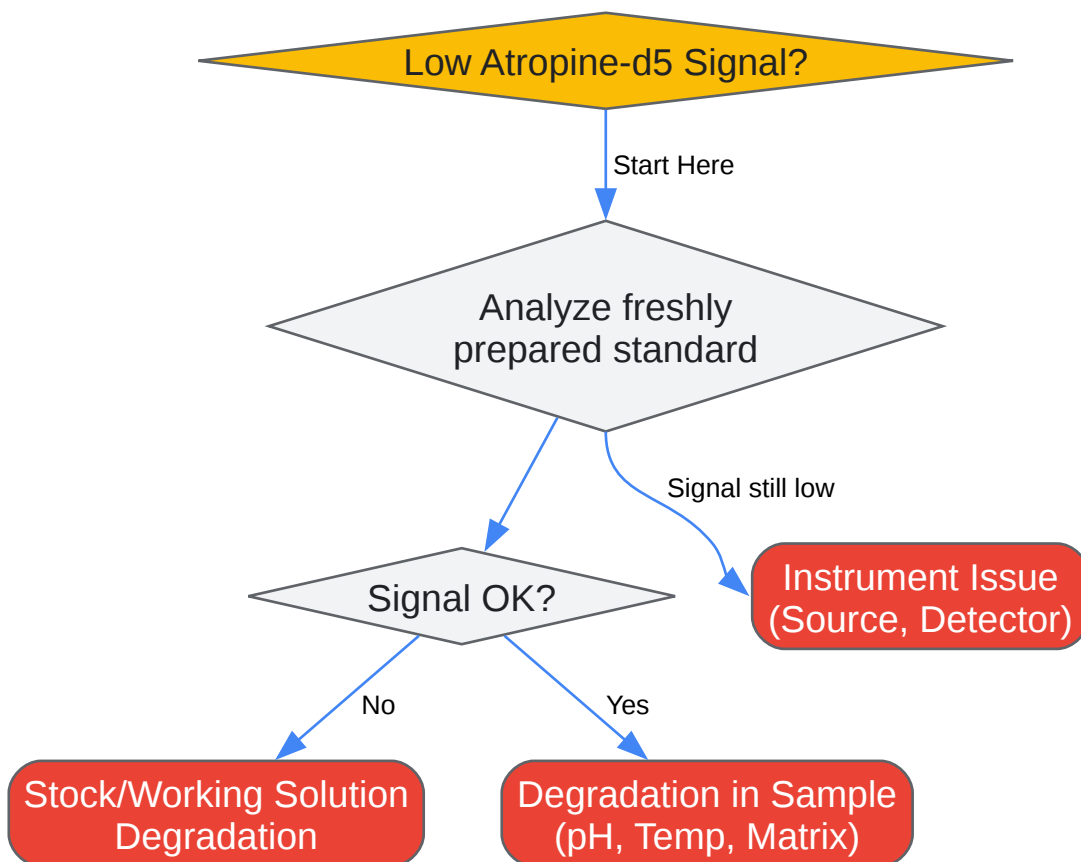 Low Atropine-d5 Signal?
Start Here
Analyze freshly
prepared standard
Signal still low
Instrument Issue
(Source, Detector)
Signal OK?
No
Yes
Stock/Working Solution
Degradation
Degradation in Sample
(pH, Temp, Matrix)